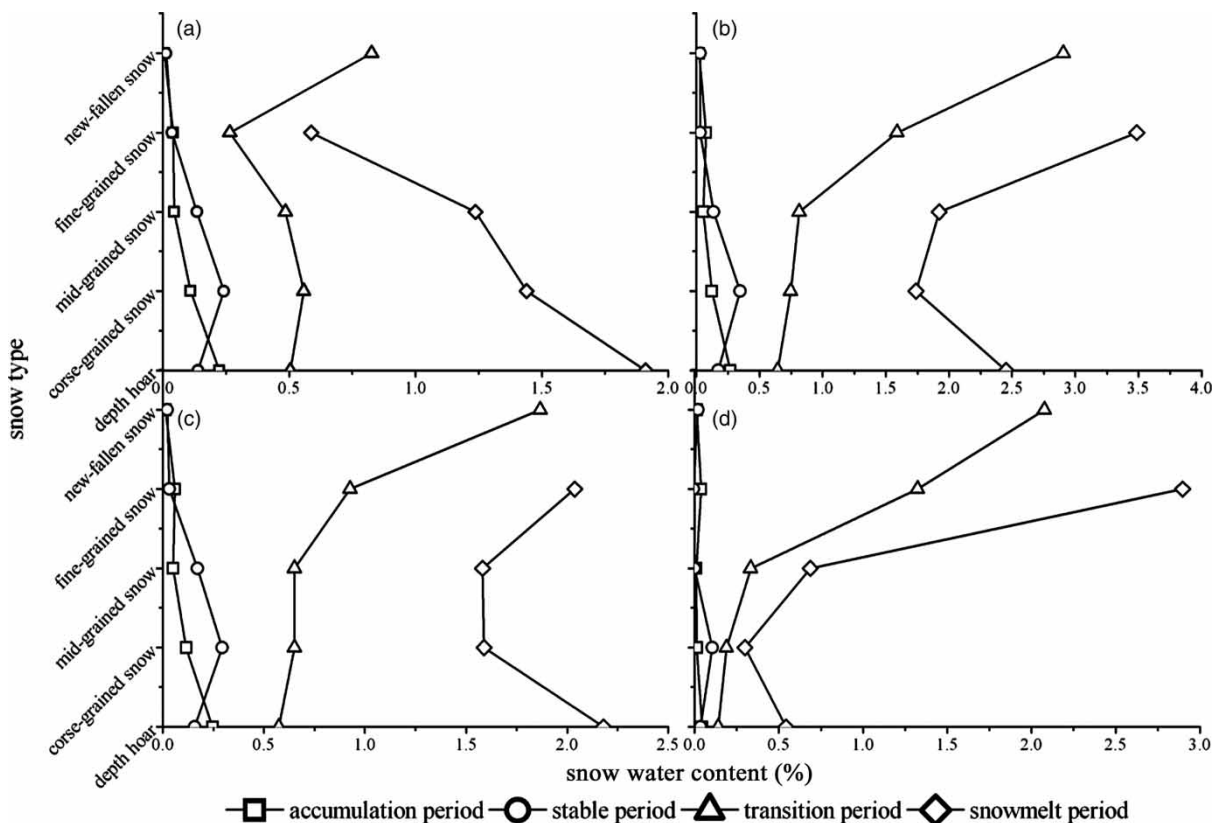 (a)
(b)
new-fallen snow
fine-grained snow
mid-grained snow
corse-grained snow
depth hoar
0.0 0.5 1.0 1.5 2.0
0.0 0.5 1.0 1.5 2.0 2.5 3.0 3.5 4.0
snow type
(c)
(d)
new-fallen snow
fine-grained snow
mid-grained snow
corse-grained snow
depth hoar
0.0 0.5 1.0 1.5 2.0 2.5
0.0 0.5 1.0 1.5 2.0 2.5 3.0
snow water content (%)
accumulation period stable period transition period snowmelt period